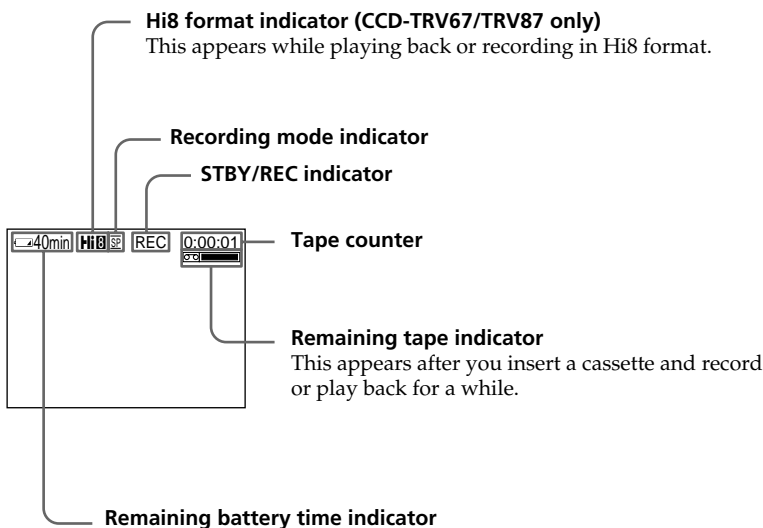 Hi8 format indicator (CCD-TRV67/TRV87 only)
This appears while playing back or recording in Hi8 format.
Recording mode indicator
STBY/REC indicator
40min Hi8 SP REC 0:00:01
Tape counter
Remaining tape indicator
This appears after you insert a cassette and record
or play back for a while.
Remaining battery time indicator